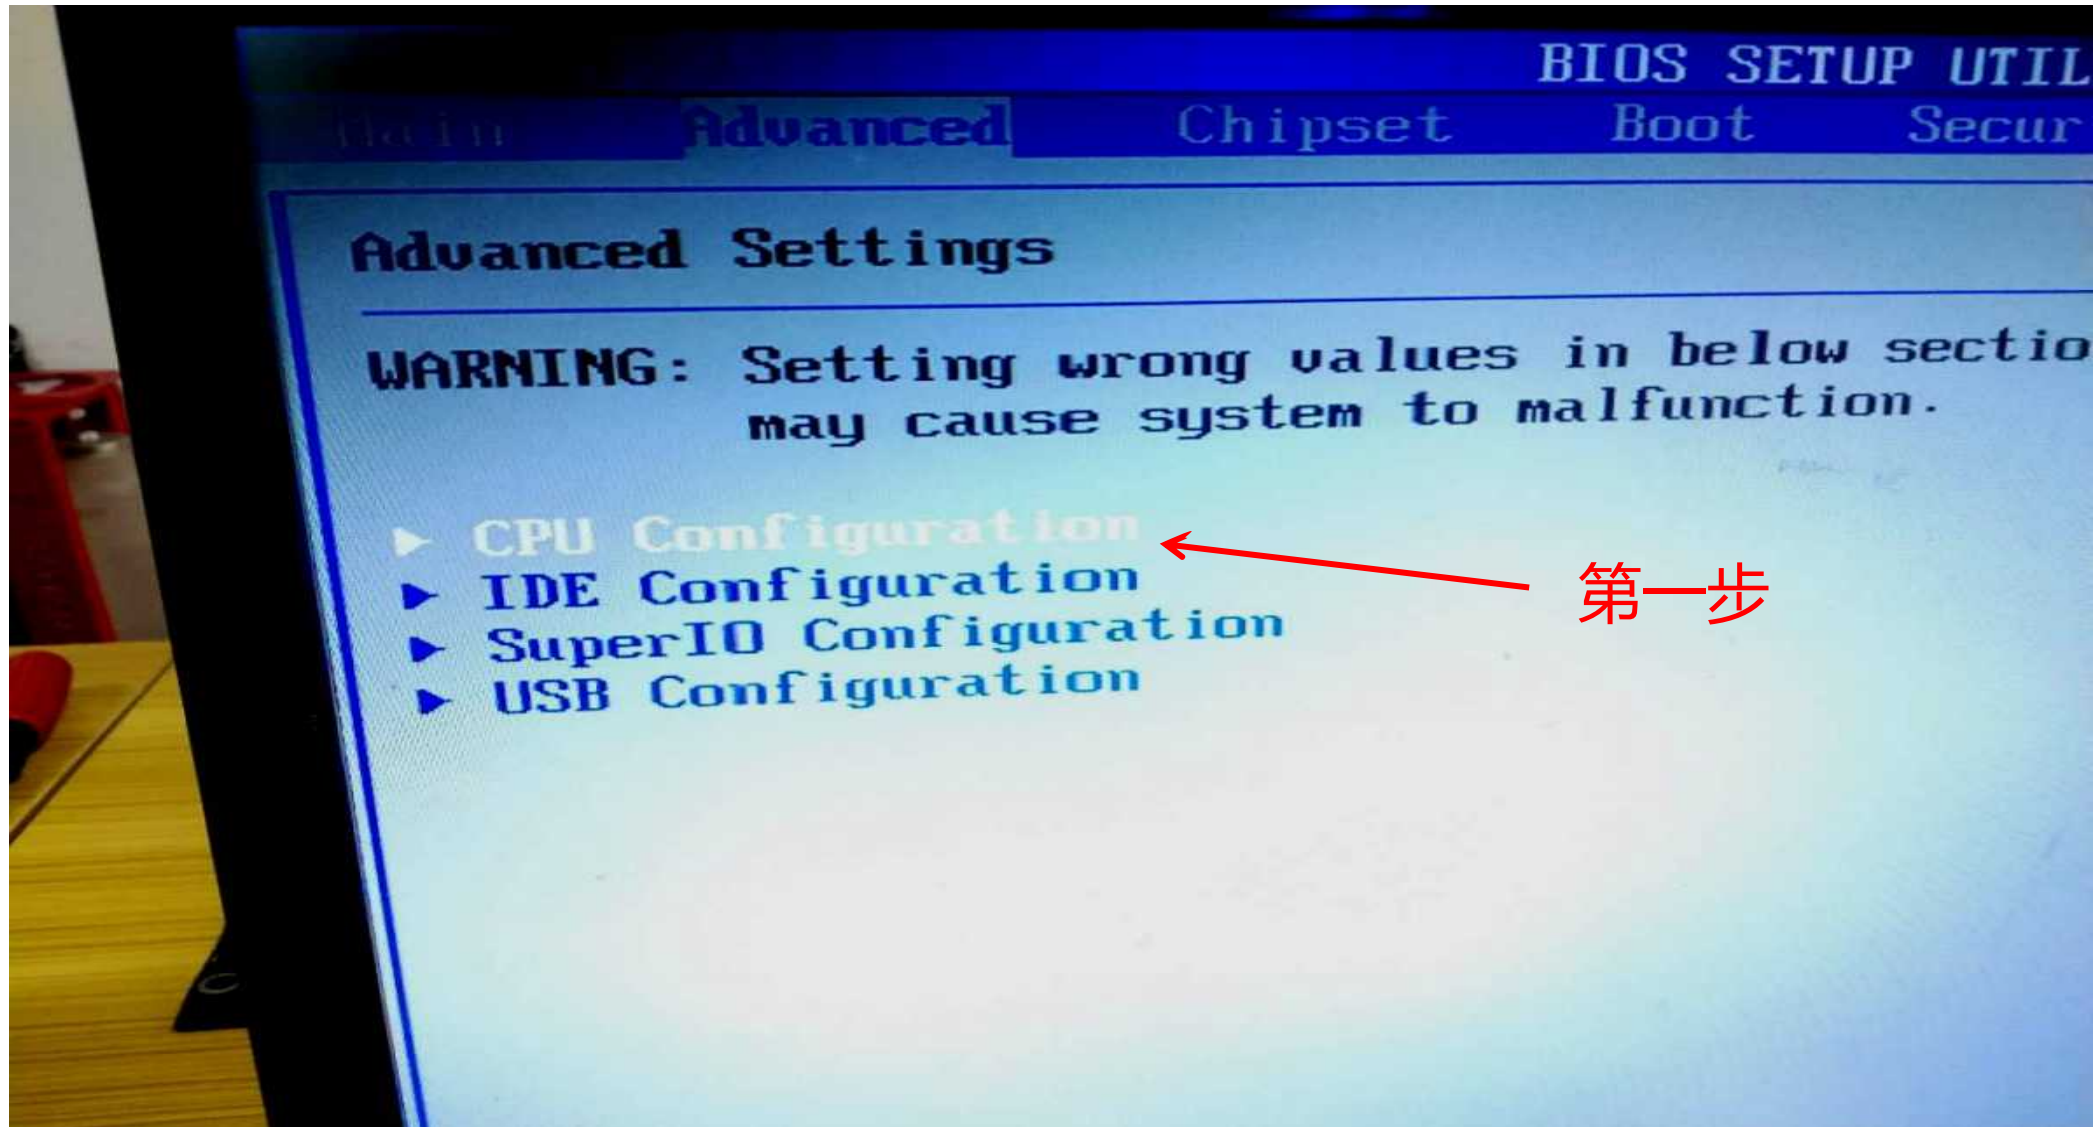 BIOS SETUP UTIL
Main Advanced Chipset Boot Secur
Advanced Settings
WARNING: Setting wrong values in below sectio
may cause system to malfunction.
► CPU Configuration
第一步
► IDE Configuration
► SuperIO Configuration
► USB Configuration